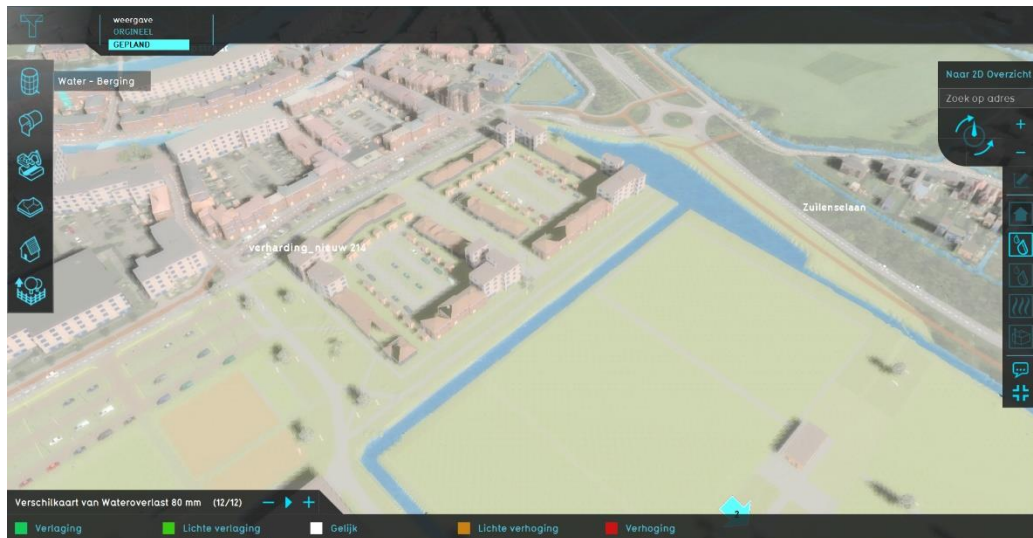 T
weergave
ORGINEEL
GEPLAND
Water - Berging
Naar 2D Overzicht
Zoek op adres
+
−
Zuilenselaan
verharding_nieuw 214
Verschilkaart van Wateroverlast 80 mm (12/12) − +
2
Verlaging
Lichte verlaging
Gelijk
Lichte verhoging
Verhoging